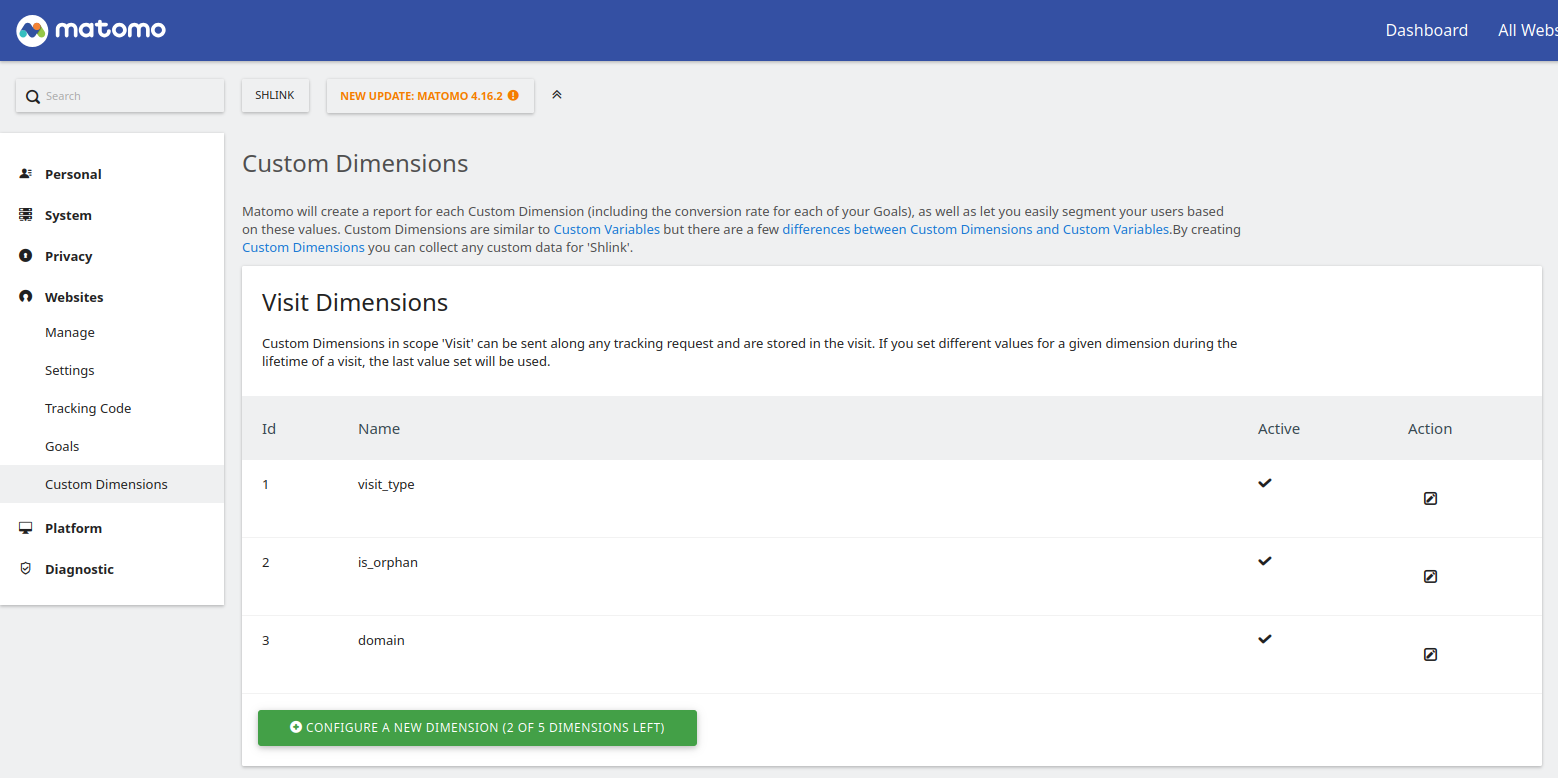 matomo
Dashboard
All Webs
Search
SHLINK
NEW UPDATE: MATOMO 4.16.2
Personal
System
Privacy
Websites
Manage
Settings
Tracking Code
Goals
Custom Dimensions
Platform
Diagnostic
Custom Dimensions
Matomo will create a report for each Custom Dimension (including the conversion rate for each of your Goals), as well as let you easily segment your users based
on these values. Custom Dimensions are similar to Custom Variables but there are a few differences between Custom Dimensions and Custom Variables.By creating
Custom Dimensions you can collect any custom data for 'Shlink'.
Visit Dimensions
Custom Dimensions in scope 'Visit' can be sent along any tracking request and are stored in the visit. If you set different values for a given dimension during the
lifetime of a visit, the last value set will be used.
Id Name Active Action
1 visit_type
2 is_orphan
3 domain
CONFIGURE A NEW DIMENSION (2 OF 5 DIMENSIONS LEFT)